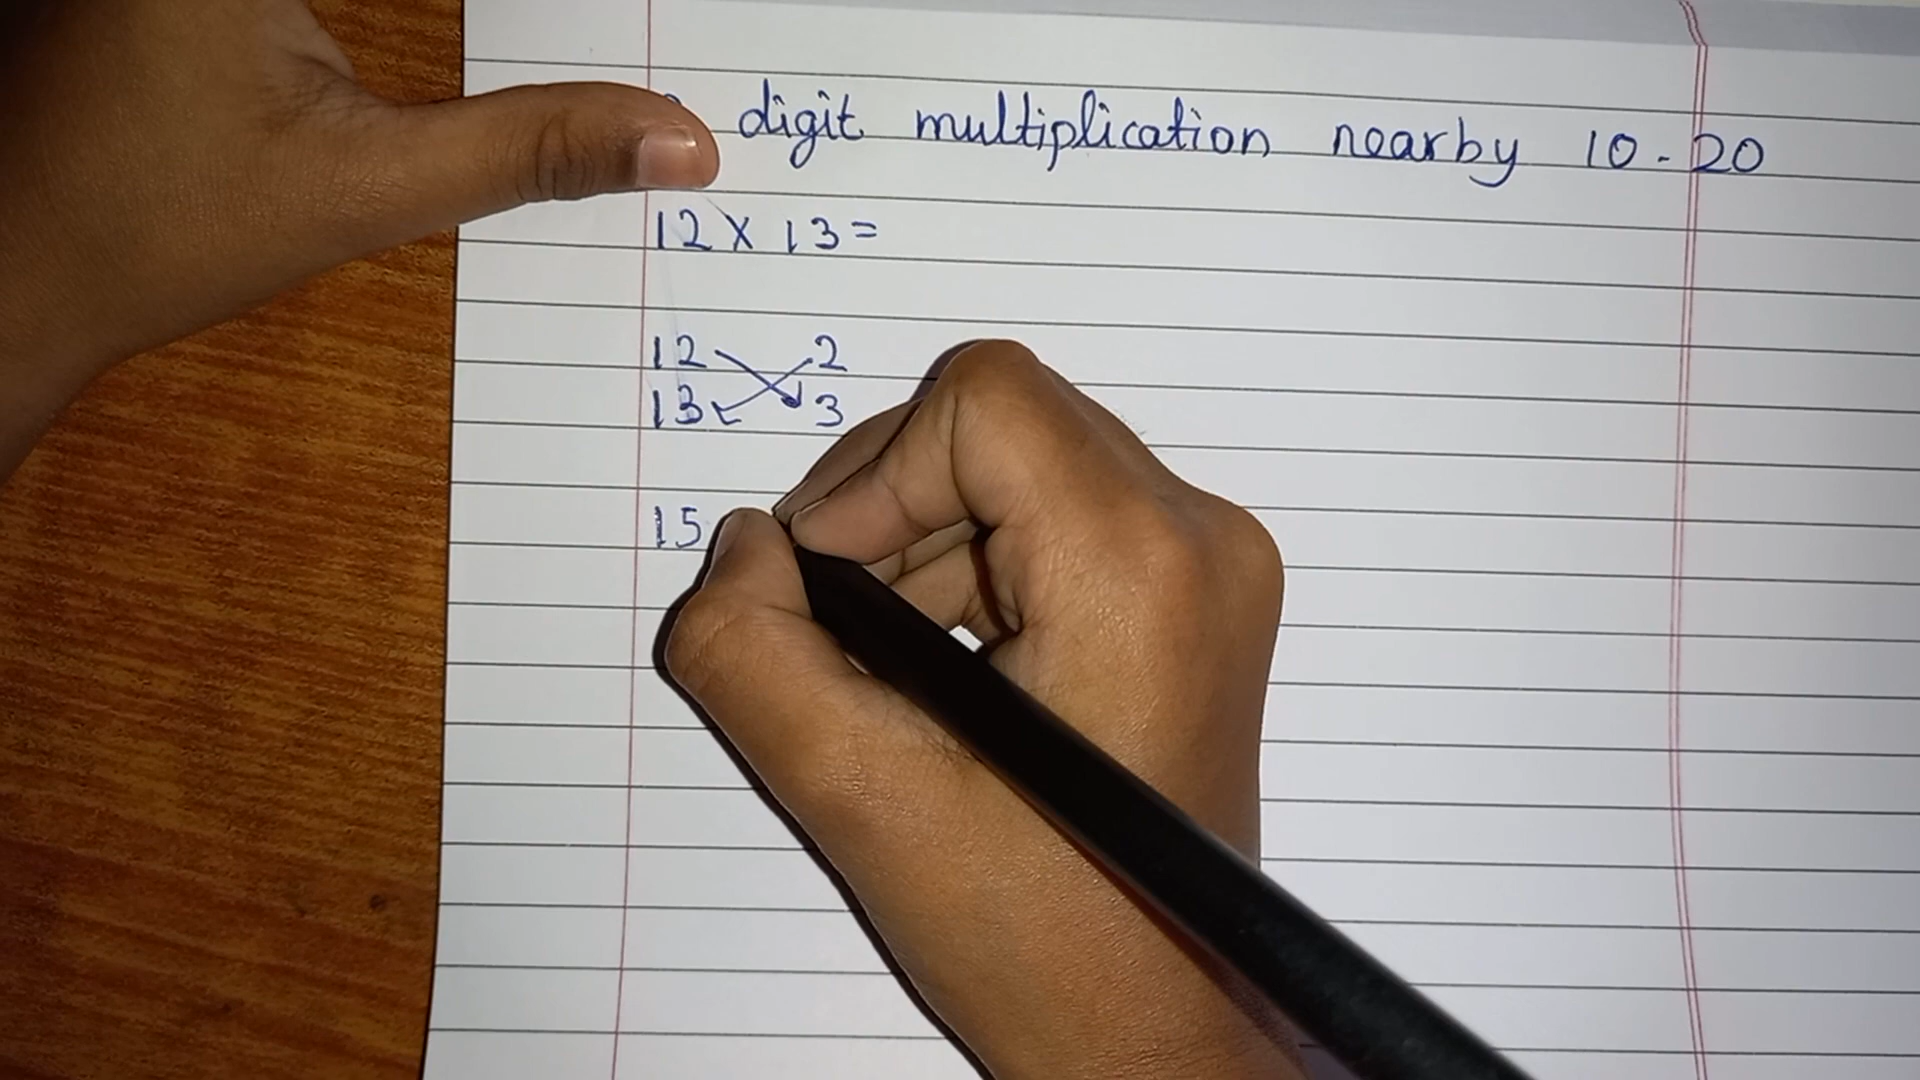 digit multiplication nearby 10-20
12 X 13 =
12 2
13 3
15